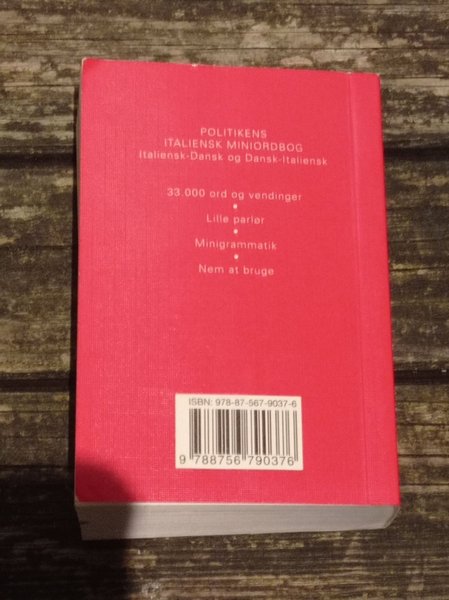 POLITIKENS
ITALIENSK MINIORDBOG
Italiensk-Dansk og Dansk-Italiensk
33.000 ord og vendinger
•
Lille parlør
•
Minigrammatik
•
Nem at bruge
ISBN: 978-87-567-9037-6
9 788756 790376